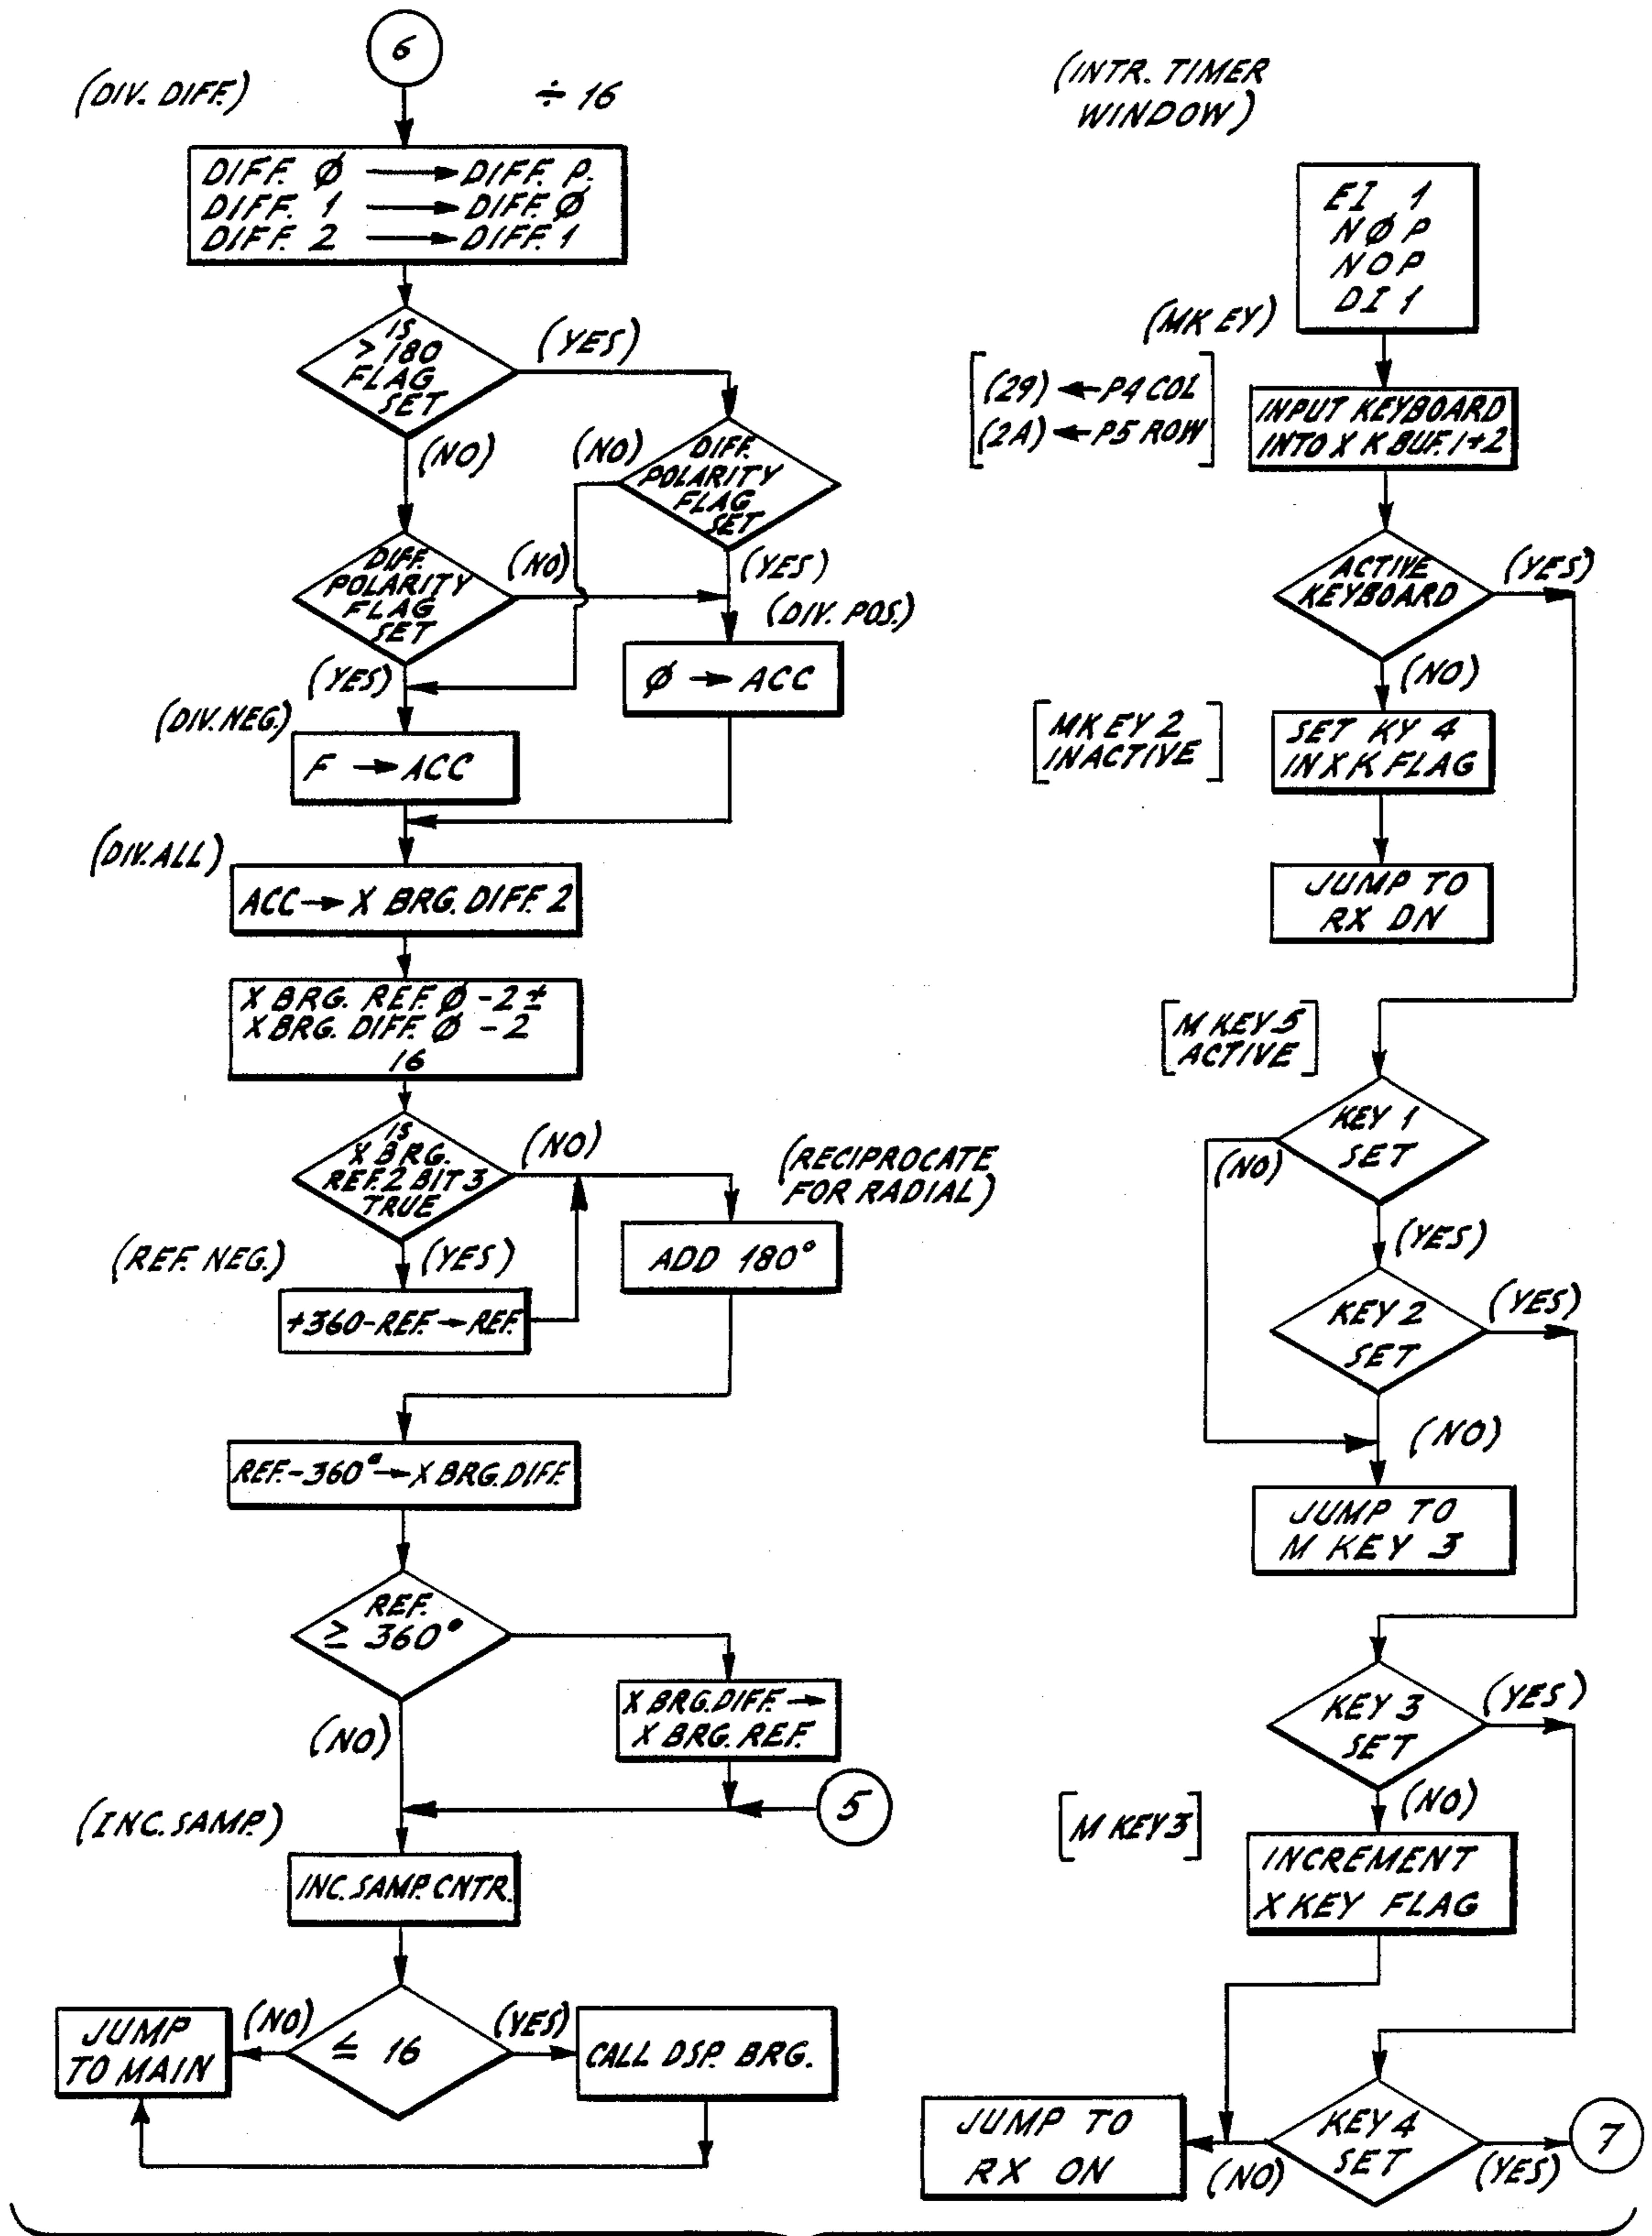 6
(DIV. DIFF.)
÷ 16
DIFF. Ø → DIFF. P.
DIFF. 1 → DIFF. Ø
DIFF. 2 → DIFF. 1
IS
> 180
FLAG
SET
(YES)
(NO)
(NO)
DIFF.
POLARITY
FLAG
SET
DIFF.
POLARITY
FLAG
SET
(NO)
(YES)
(DIV. POS.)
(YES)
Ø → ACC
(DIV. NEG.)
F → ACC
(DIV. ALL)
ACC → X BRG. DIFF. 2
X BRG. REF. Ø - 2 ±
X BRG. DIFF. Ø - 2
16
IS
X BRG.
REF. 2 BIT 3
TRUE
(NO)
(RECIPROCATE
FOR RADIAL)
(REF. NEG.)
(YES)
ADD 180°
+360-REF. → REF.
REF. - 360° → X BRG. DIFF.
REF.
≥ 360°
X BRG. DIFF. →
X BRG. REF.
(NO)
5
(INC. SAMP.)
INC. SAMP. CNTR.
JUMP
TO MAIN
(NO)
≤ 16
(YES)
CALL DSP. BRG.
(INTR. TIMER
WINDOW)
EI 1
NØP
NOP
DI 1
(MK EY)
[(29) ← P4 COL
(2A) ← P5 ROW]
INPUT KEYBOARD
INTO X K BUF. 1+2
ACTIVE
KEYBOARD
(YES)
(NO)
[MK EY 2
INACTIVE]
SET KY 4
IN X K FLAG
JUMP TO
RX DN
[M KEY 5
ACTIVE]
KEY 1
SET
(NO)
(YES)
KEY 2
SET
(YES)
(NO)
JUMP TO
M KEY 3
KEY 3
SET
(YES)
(NO)
[M KEY 3]
INCREMENT
X KEY FLAG
JUMP TO
RX ON
(NO)
KEY 4
SET
(YES)
7